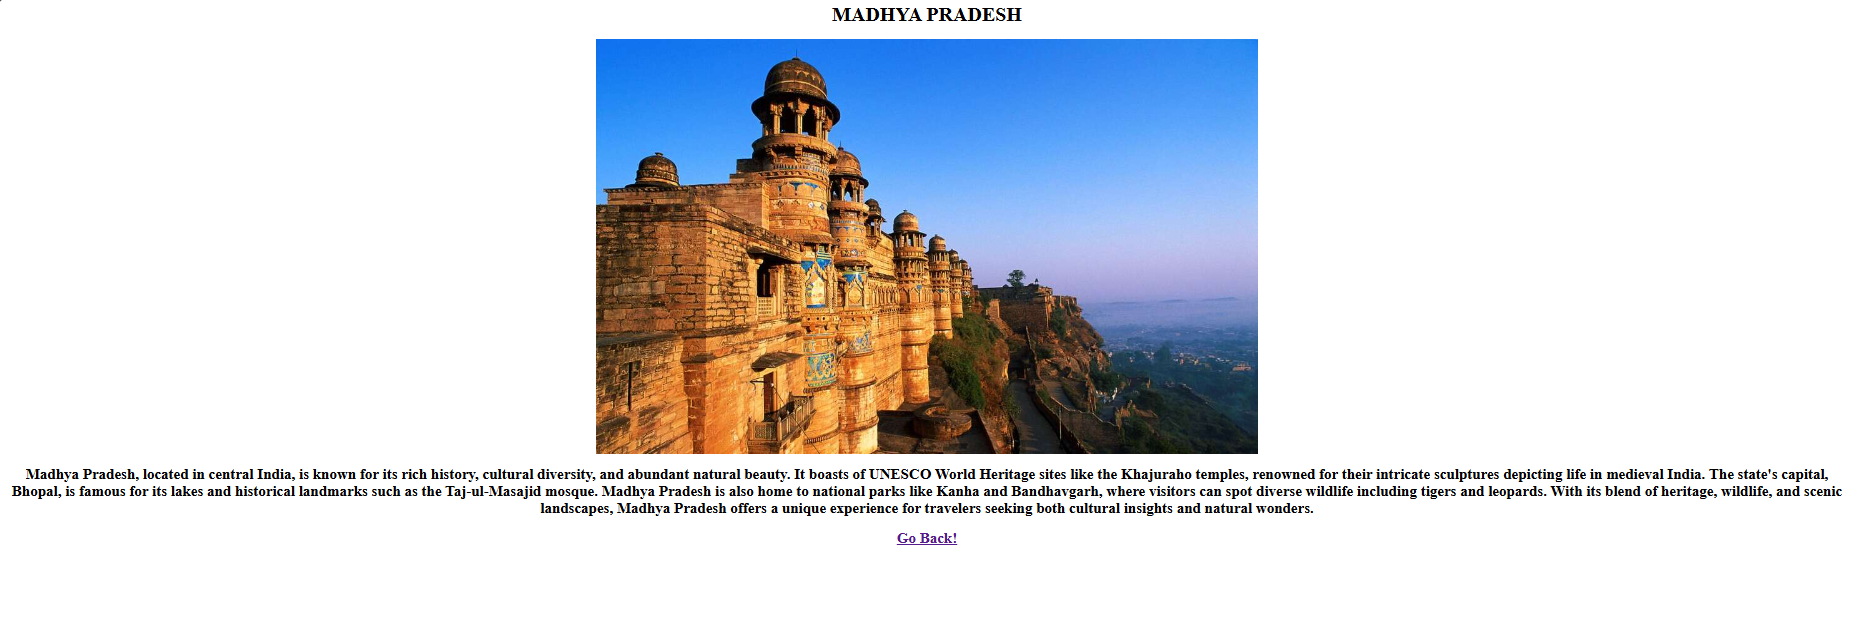 MADHYA PRADESH
Madhya Pradesh, located in central India, is known for its rich history, cultural diversity, and abundant natural beauty. It boasts of UNESCO World Heritage sites like the Khajuraho temples, renowned for their intricate sculptures depicting life in medieval India. The state's capital,
Bhopal, is famous for its lakes and historical landmarks such as the Taj-ul-Masajid mosque. Madhya Pradesh is also home to national parks like Kanha and Bandhavgarh, where visitors can spot diverse wildlife including tigers and leopards. With its blend of heritage, wildlife, and scenic
landscapes, Madhya Pradesh offers a unique experience for travelers seeking both cultural insights and natural wonders.
Go Back!